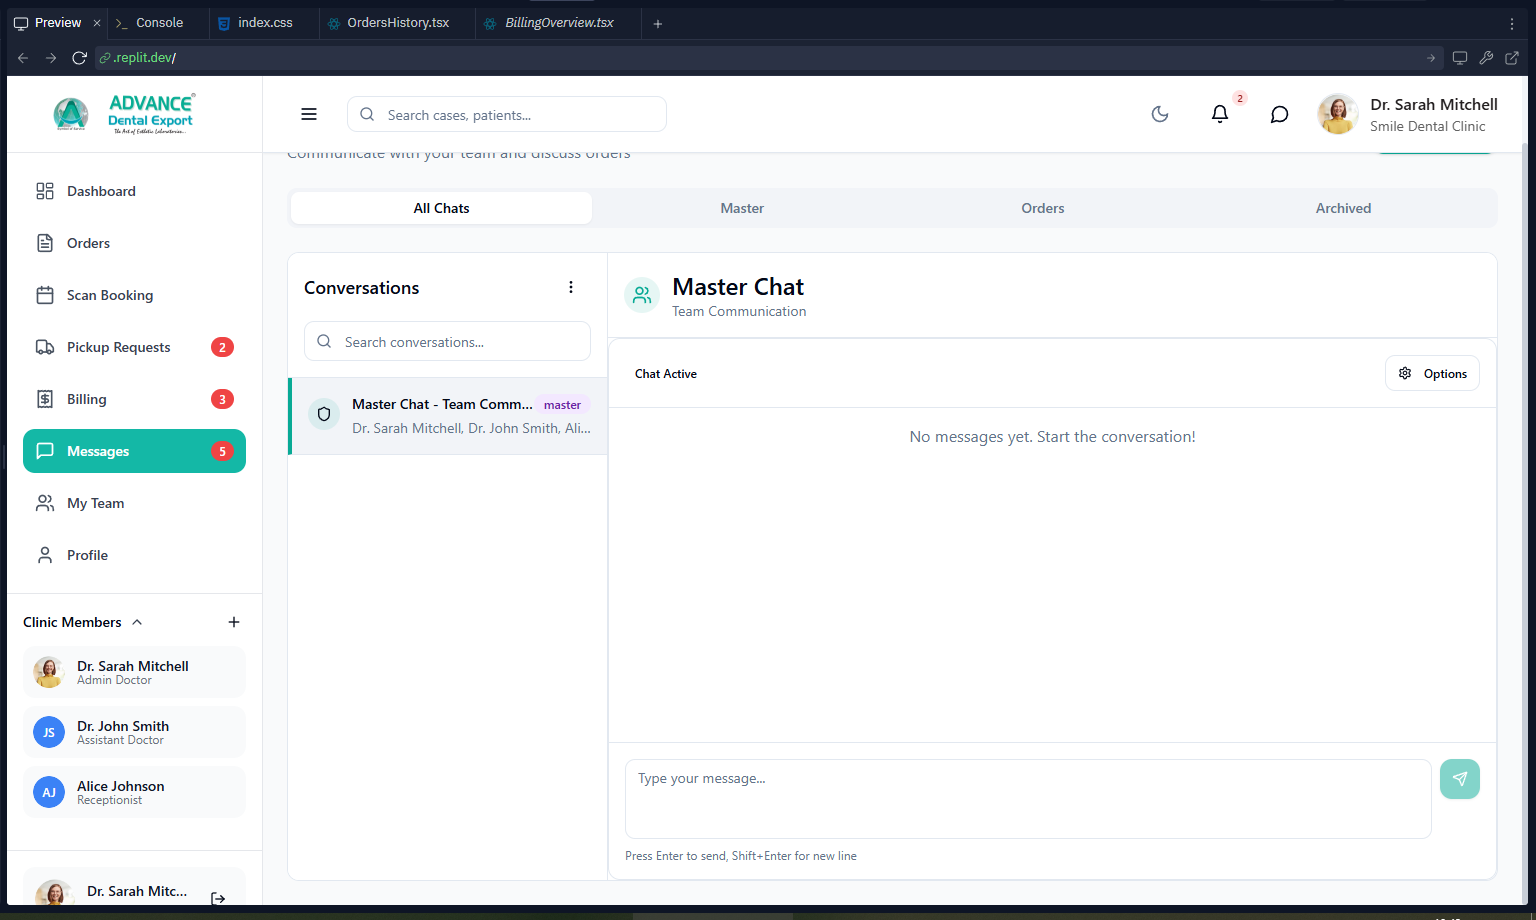 Preview
Console
index.css
OrdersHistory.tsx
BillingOverview.tsx
.replit.dev/
ADVANCE
Dental Export
Search cases, patients...
2
Dr. Sarah Mitchell
Smile Dental Clinic
Communicate with your team and discuss orders
Dashboard
Orders
Scan Booking
Pickup Requests 2
Billing 3
Messages 5
My Team
Profile
Clinic Members
Dr. Sarah Mitchell
Admin Doctor
JS
Dr. John Smith
Assistant Doctor
AJ
Alice Johnson
Receptionist
Dr. Sarah Mitc...
All Chats
Master
Orders
Archived
Conversations
Search conversations...
Master Chat - Team Comm... master
Dr. Sarah Mitchell, Dr. John Smith, Ali...
Master Chat
Team Communication
Chat Active
Options
No messages yet. Start the conversation!
Type your message...
Press Enter to send, Shift+Enter for new line